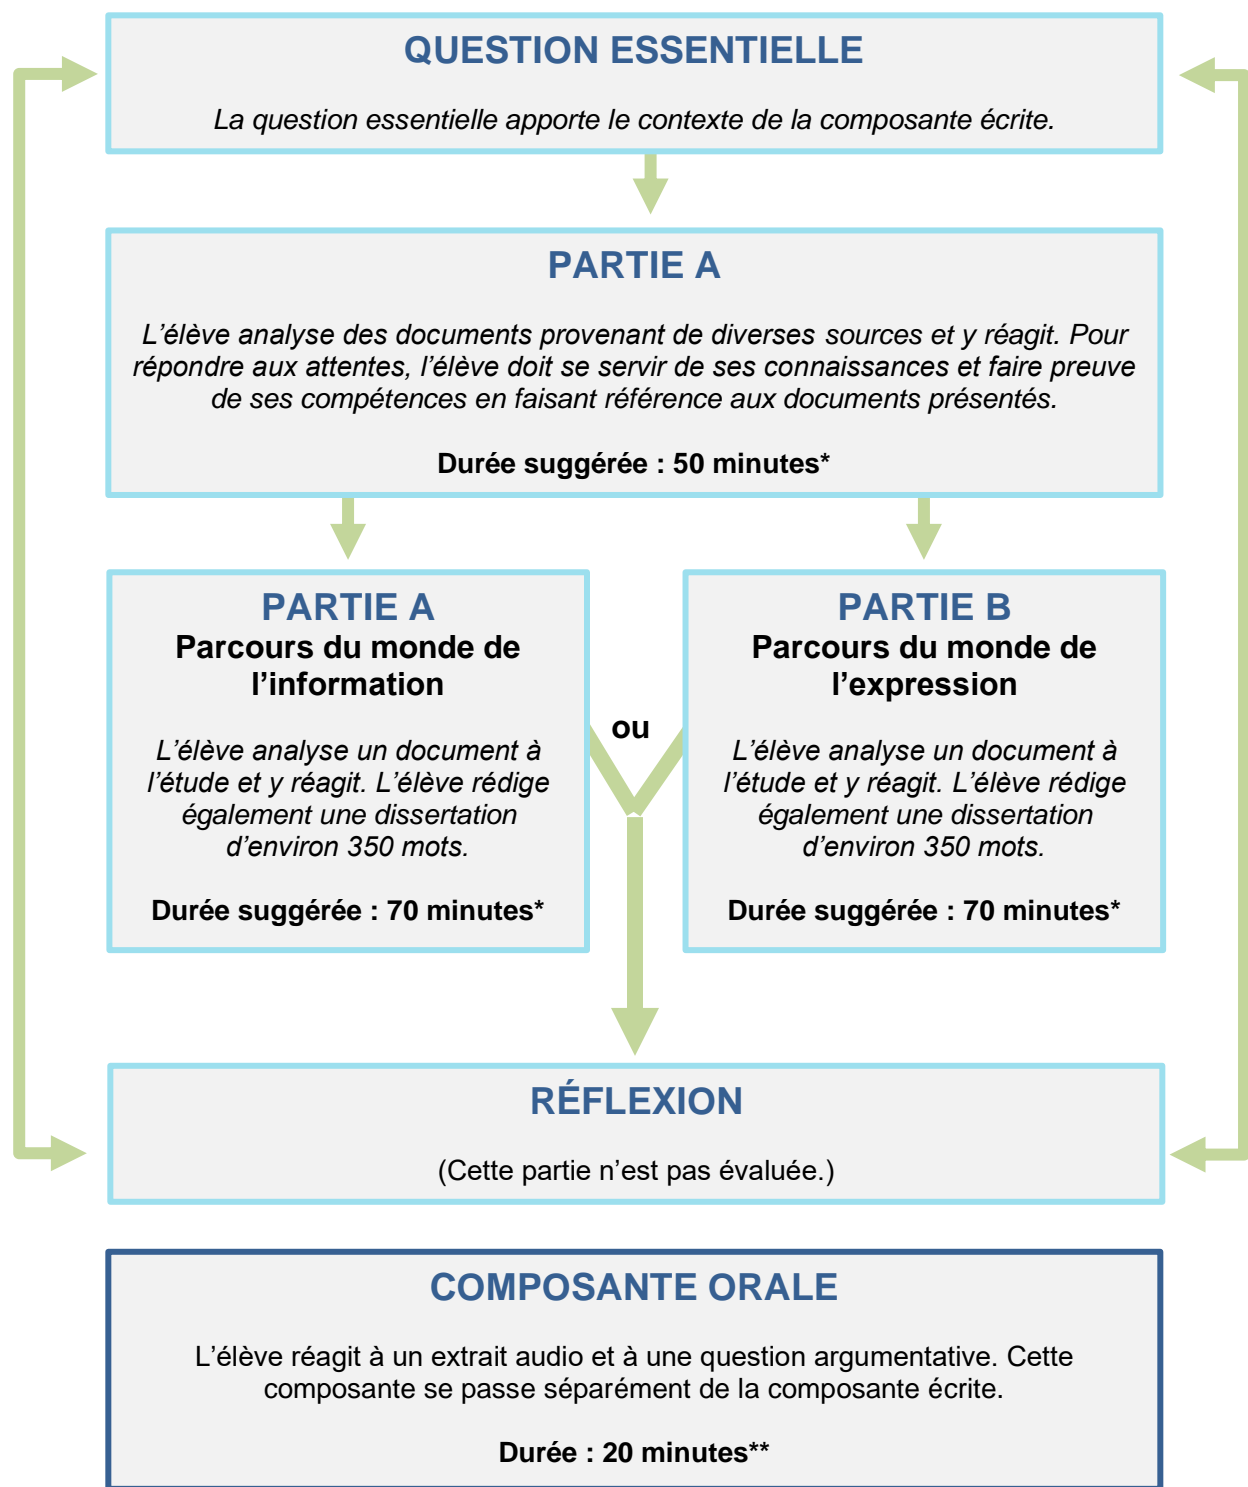 QUESTION ESSENTIELLE
La question essentielle apporte le contexte de la composante écrite.
PARTIE A
L’élève analyse des documents provenant de diverses sources et y réagit. Pour
répondre aux attentes, l’élève doit se servir de ses connaissances et faire preuve
de ses compétences en faisant référence aux documents présentés.
Durée suggérée : 50 minutes*
PARTIE A
Parcours du monde de
l’information
L’élève analyse un document à
l’étude et y réagit. L’élève rédige
également une dissertation
d’environ 350 mots.
Durée suggérée : 70 minutes*
ou
PARTIE B
Parcours du monde de
l’expression
L’élève analyse un document à
l’étude et y réagit. L’élève rédige
également une dissertation
d’environ 350 mots.
Durée suggérée : 70 minutes*
RÉFLEXION
(Cette partie n’est pas évaluée.)
COMPOSANTE ORALE
L’élève réagit à un extrait audio et à une question argumentative. Cette
composante se passe séparément de la composante écrite.
Durée : 20 minutes**